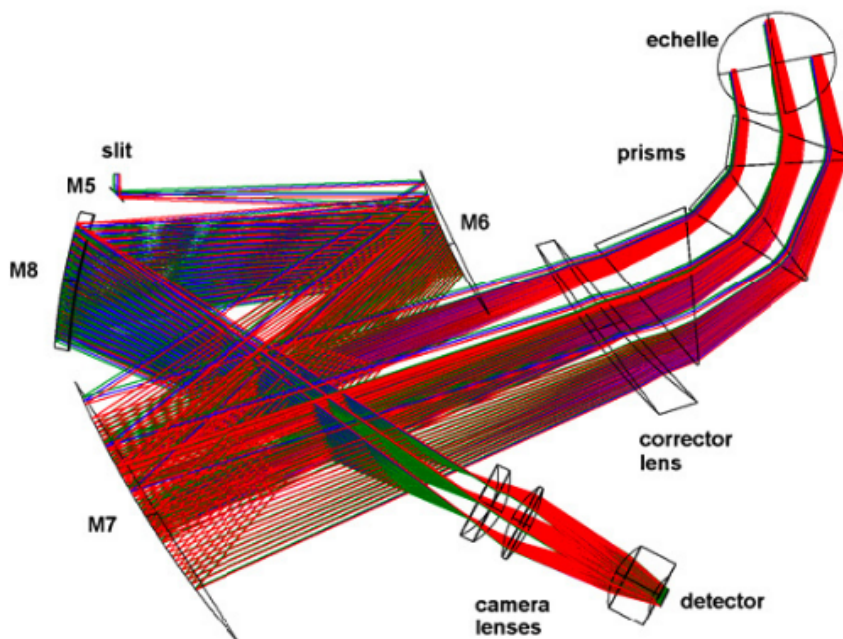 echelle
slit
prisms
M5
M6
M8
corrector
lens
M7
camera
lenses
detector